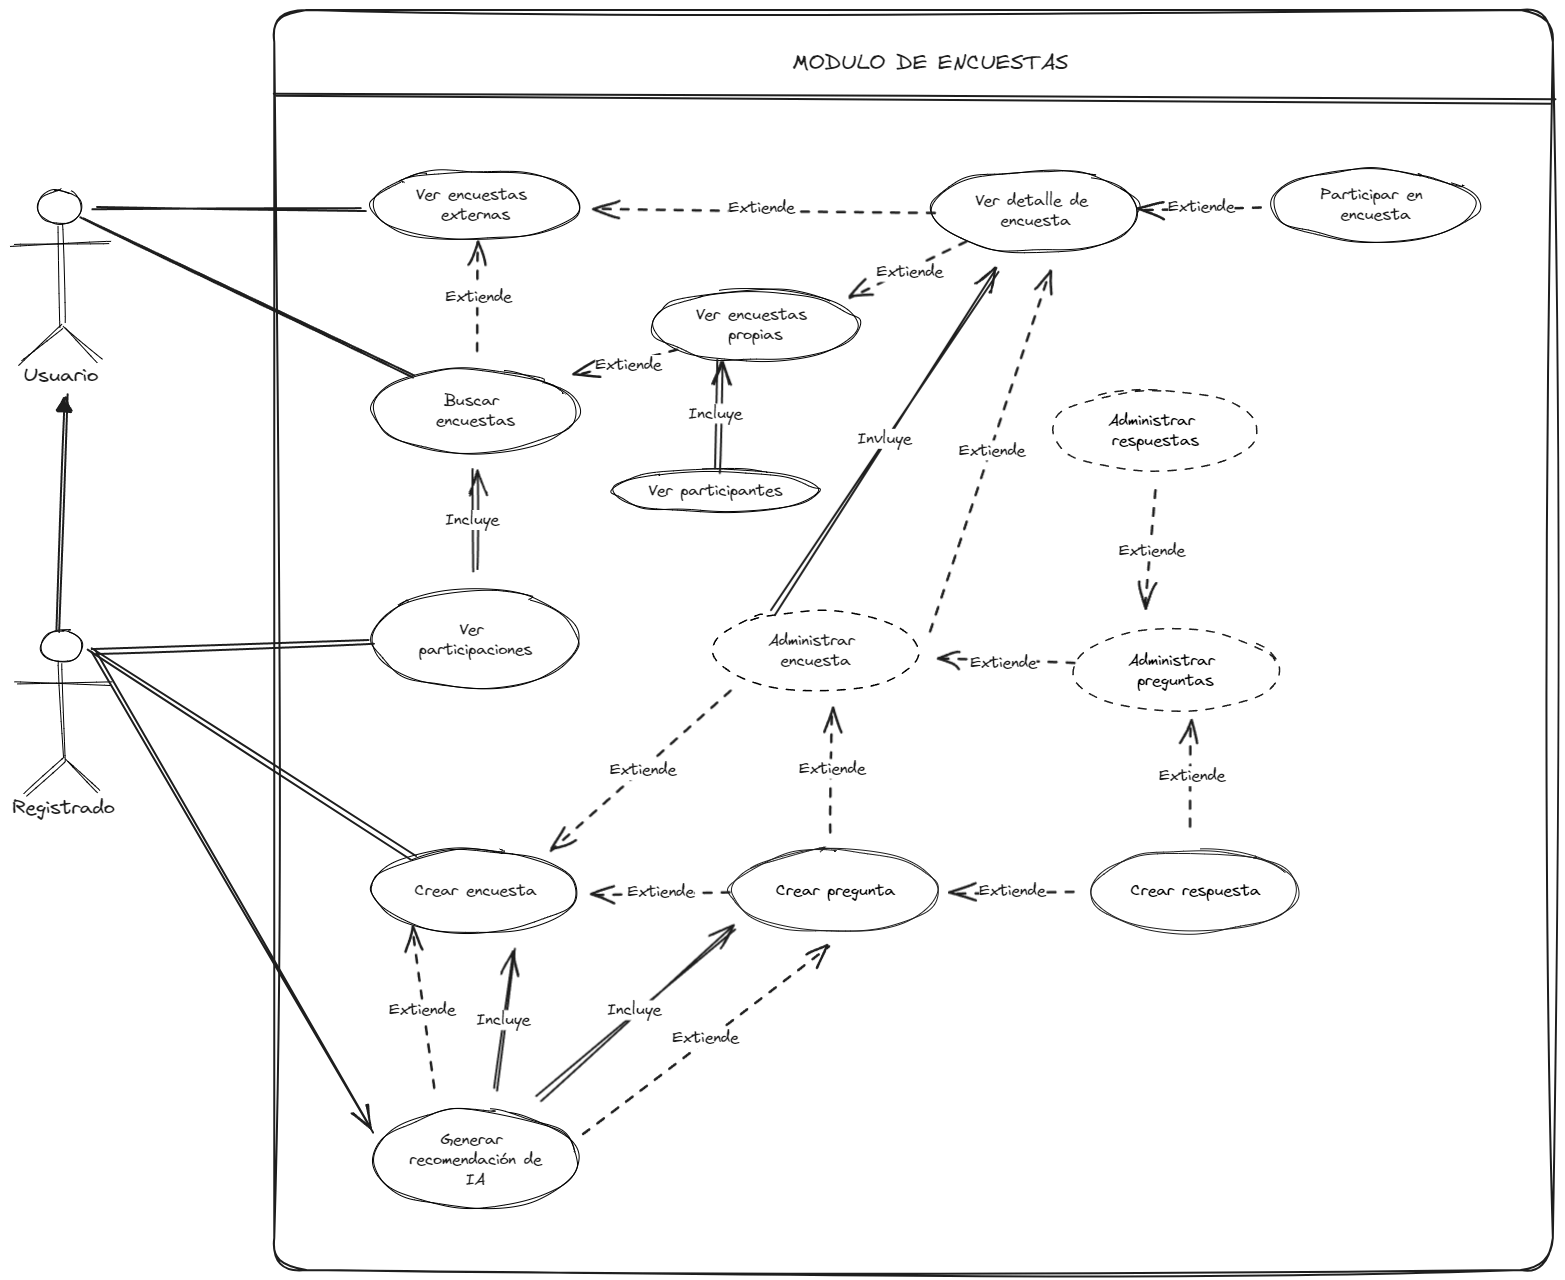 MODULO DE ENCUESTAS
Ver encuestas
externas
Extiende
Ver detalle de
encuesta
Extiende
Participar en
encuesta
Usuario
Extiende
Extiende
Ver encuestas
propias
Extiende
Buscar
encuestas
Incluye
Invluye
Extiende
Administrar
respuestas
Ver participantes
Incluye
Extiende
Ver
participaciones
Administrar
encuesta
Extiende
Administrar
preguntas
Registrado
Extiende
Extiende
Extiende
Crear encuesta
Extiende
Crear pregunta
Extiende
Crear respuesta
Extiende
Incluye
Incluye
Extiende
Generar
recomendación de
IA